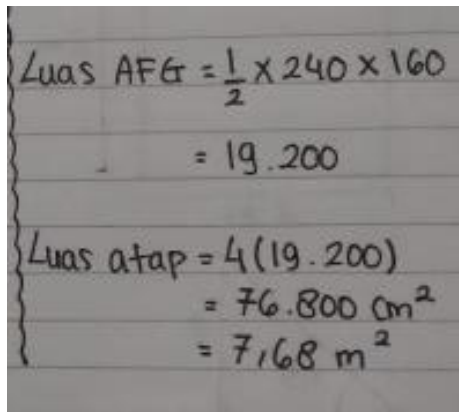 Luas AFG = 1/2 × 240 × 160
= 19.200
Luas atap = 4(19.200)
= 76.800 cm²
= 7,68 m²